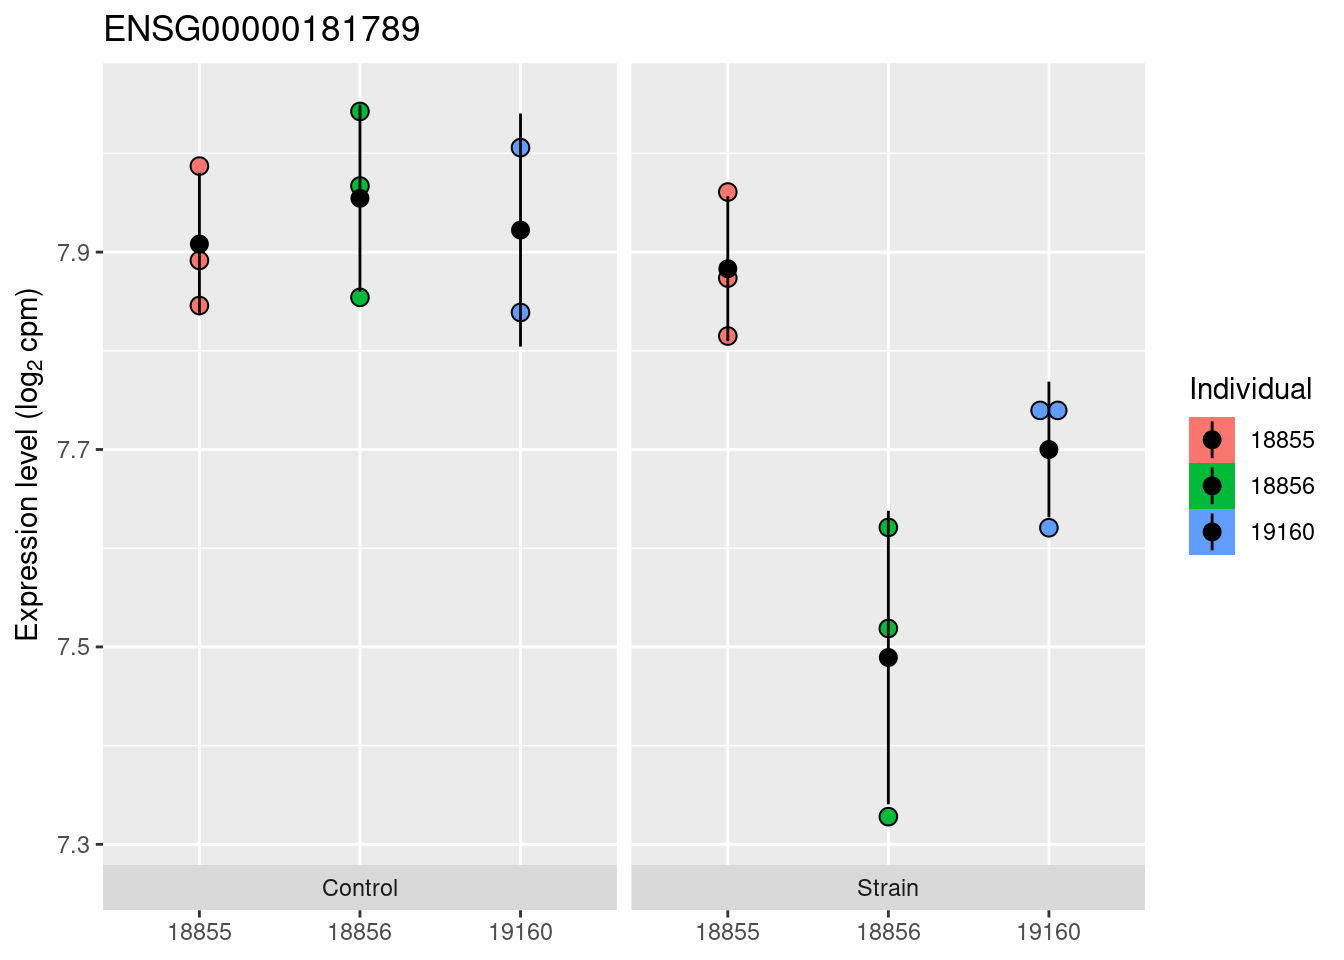 ENSG00000181789
Expression level (log₂ cpm)
7.9
7.7
7.5
7.3
Control
Strain
18855
18856
19160
18855
18856
19160
Individual
18855
18856
19160